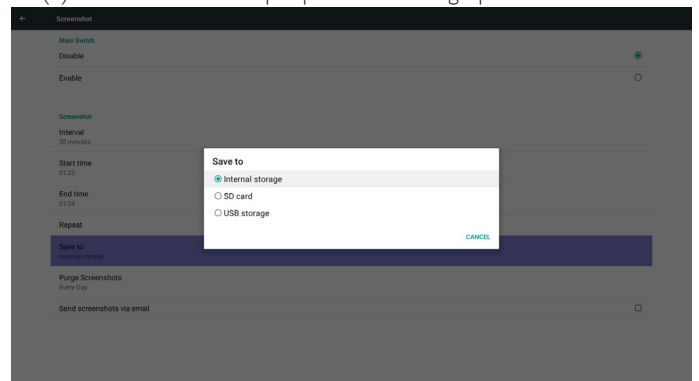 Screenshot
Main Switch
Disable
Enable
Screenshot
Interval
30 minutes
Start time
01:23
End time
01:24
Repeat
Save to
Internal storage
Purge Screenshots
Every Day
Send screenshots via email
Save to
Internal storage
SD card
USB storage
CANCEL